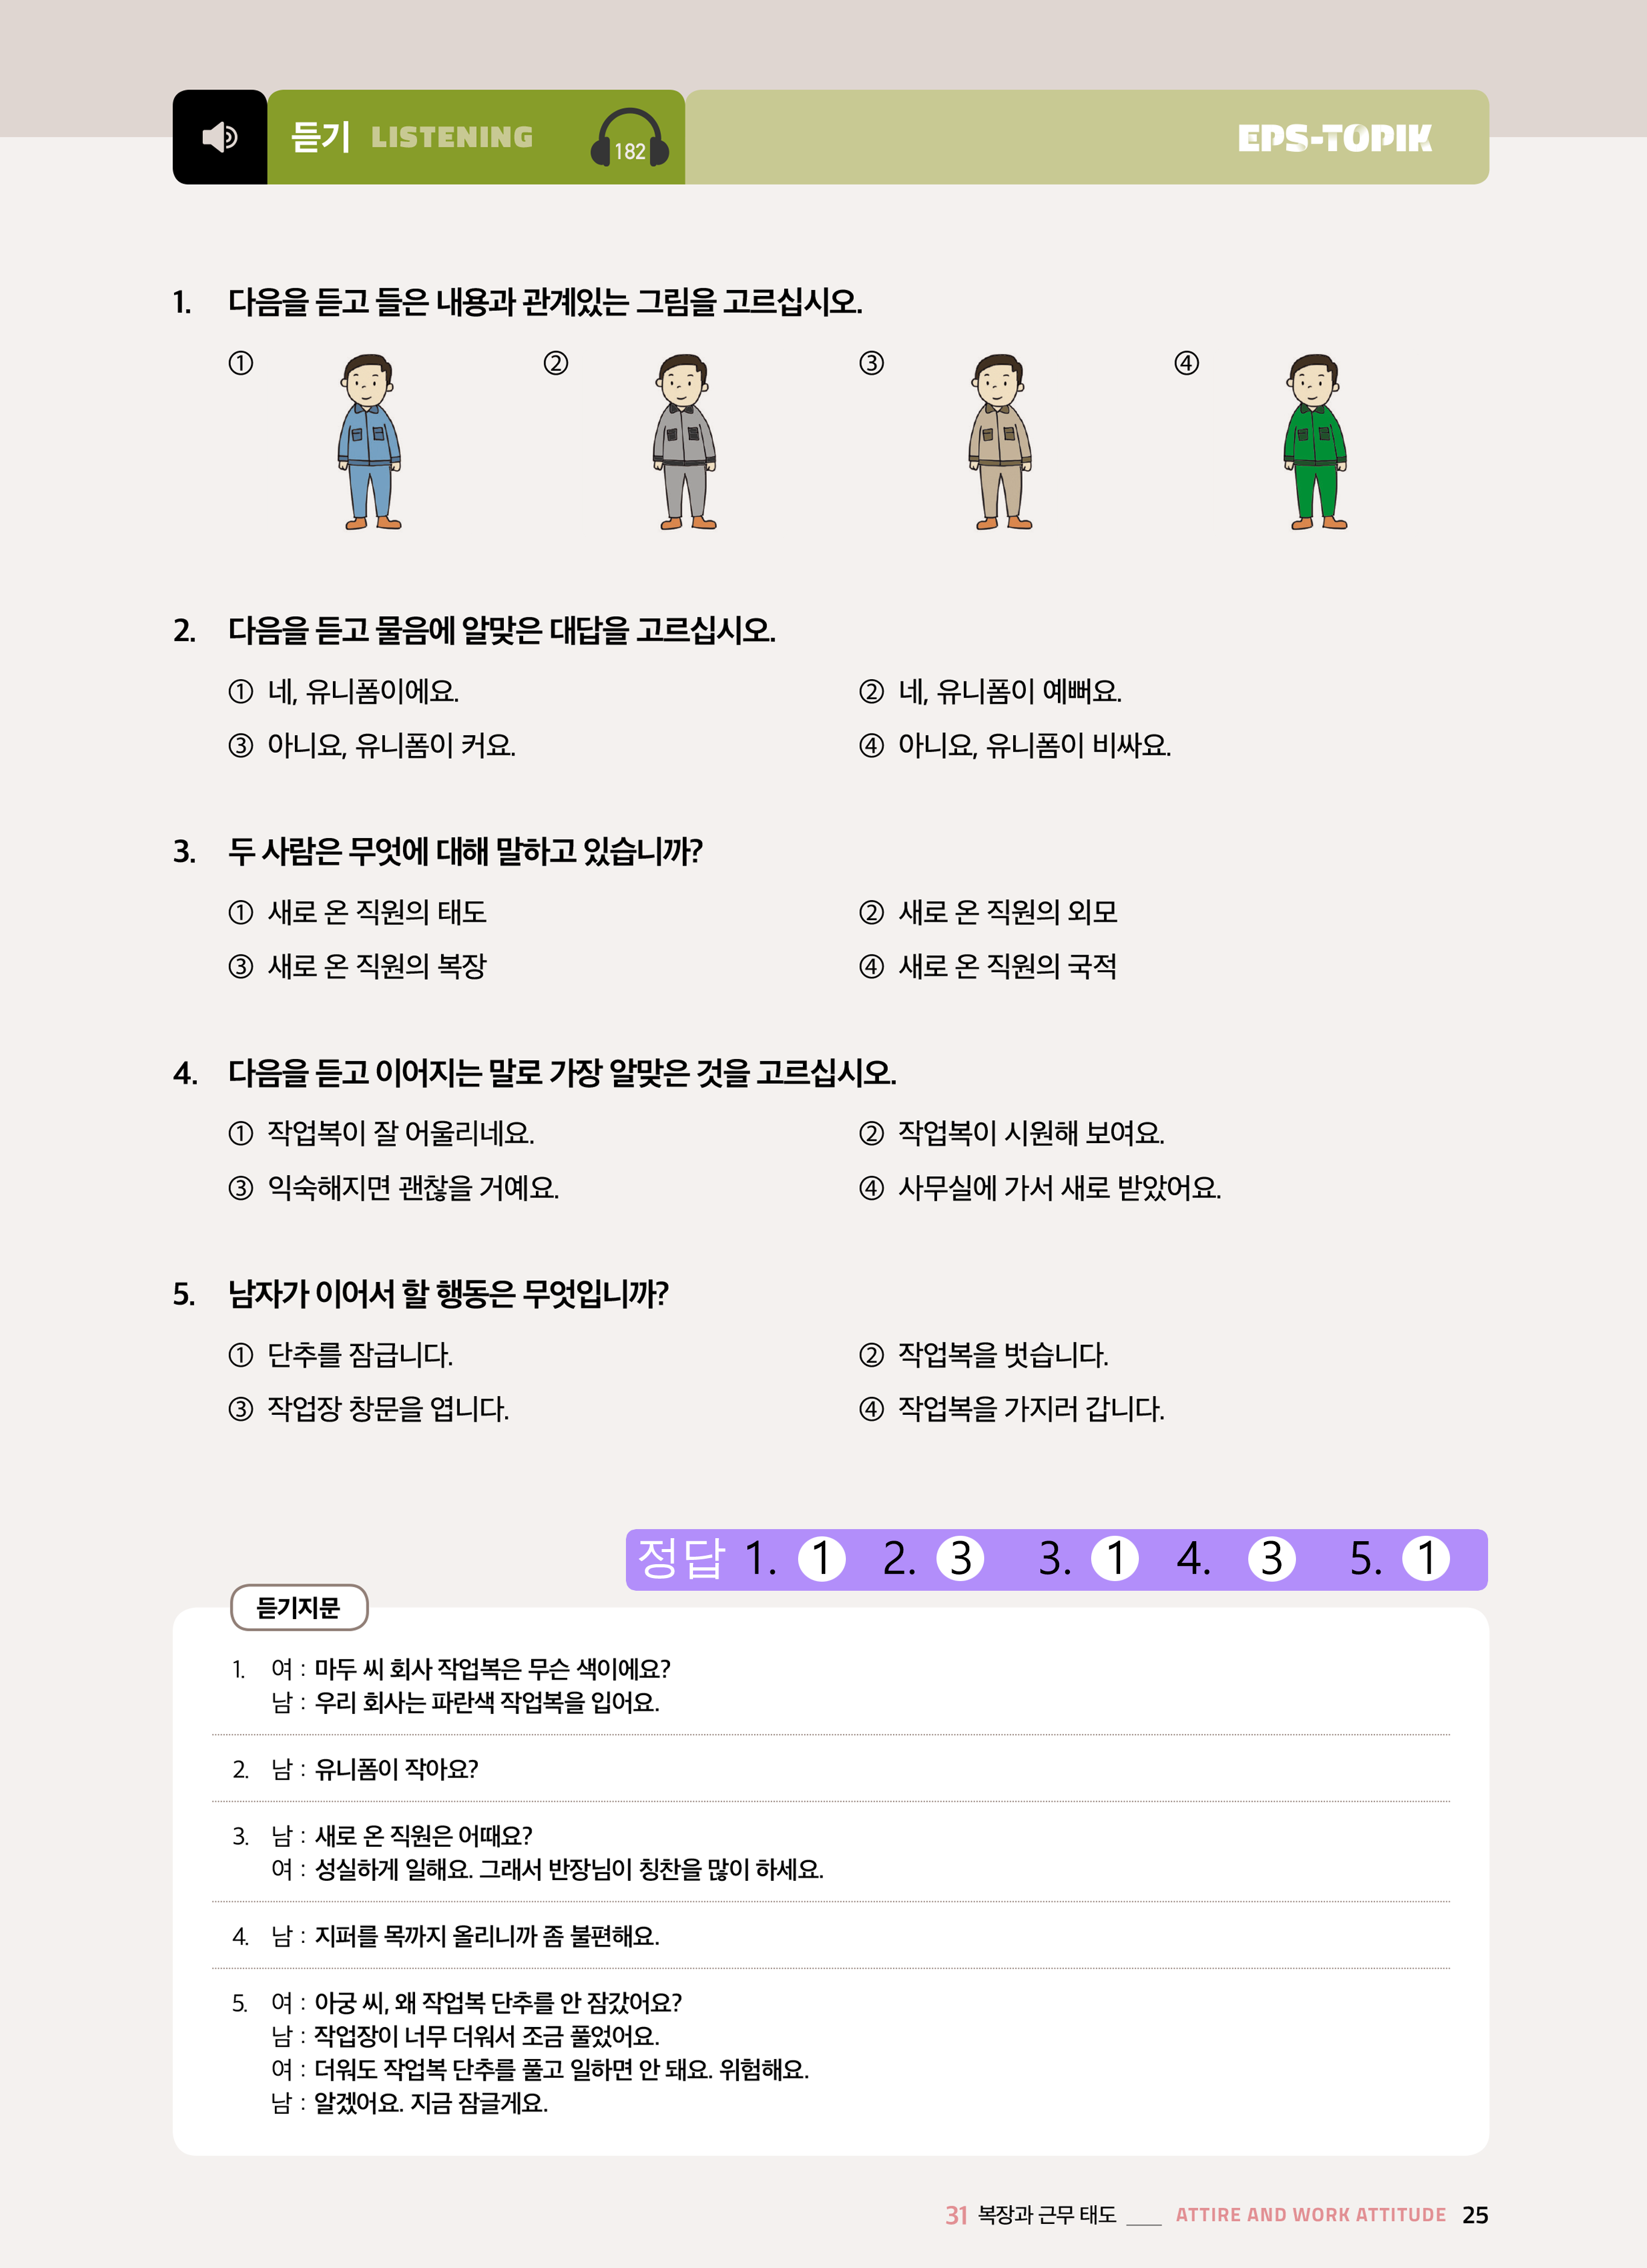 듣기 LISTENING 182 EPS-TOPIK
1. 다음을 듣고 들은 내용과 관계있는 그림을 고르십시오.
① ② ③ ④
2. 다음을 듣고 물음에 알맞은 대답을 고르십시오.
① 네, 유니폼이에요. ② 네, 유니폼이 예뻐요.
③ 아니요, 유니폼이 커요. ④ 아니요, 유니폼이 비싸요.
3. 두 사람은 무엇에 대해 말하고 있습니까?
① 새로 온 직원의 태도 ② 새로 온 직원의 외모
③ 새로 온 직원의 복장 ④ 새로 온 직원의 국적
4. 다음을 듣고 이어지는 말로 가장 알맞은 것을 고르십시오.
① 작업복이 잘 어울리네요. ② 작업복이 시원해 보여요.
③ 익숙해지면 괜찮을 거예요. ④ 사무실에 가서 새로 받았어요.
5. 남자가 이어서 할 행동은 무엇입니까?
① 단추를 잠급니다. ② 작업복을 벗습니다.
③ 작업장 창문을 엽니다. ④ 작업복을 가지러 갑니다.
정답 1. 1 2. 3 3. 1 4. 3 5. 1
듣기지문
1. 여 : 마두 씨 회사 작업복은 무슨 색이에요?
남 : 우리 회사는 파란색 작업복을 입어요.
2. 남 : 유니폼이 작아요?
3. 남 : 새로 온 직원은 어때요?
여 : 성실하게 일해요. 그래서 반장님이 칭찬을 많이 하세요.
4. 남 : 지퍼를 목까지 올리니까 좀 불편해요.
5. 여 : 아궁 씨, 왜 작업복 단추를 안 잠갔어요?
남 : 작업장이 너무 더워서 조금 풀었어요.
여 : 더워도 작업복 단추를 풀고 일하면 안 돼요. 위험해요.
남 : 알겠어요. 지금 잠글게요.
31 복장과 근무 태도 ___ ATTIRE AND WORK ATTITUDE 25